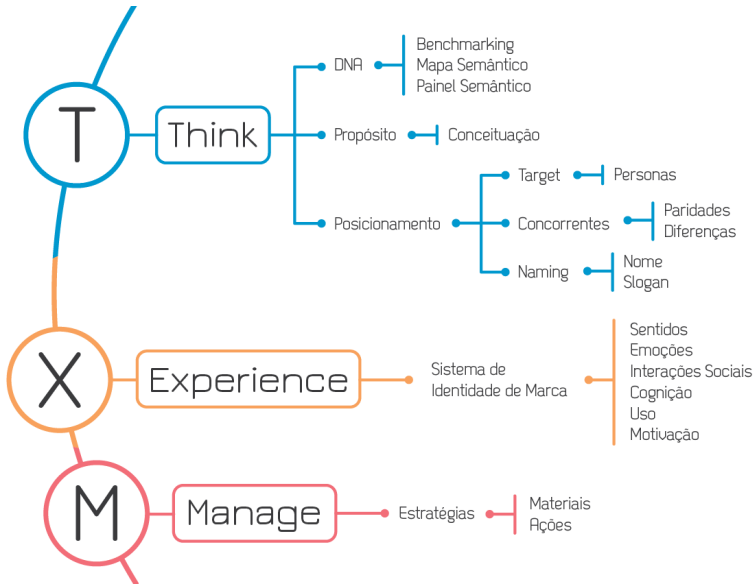 T
Think
DNA
Benchmarking
Mapa Semântico
Painel Semântico
Propósito
Conceituação
Posicionamento
Target
Personas
Concorrentes
Paridades
Diferenças
Naming
Nome
Slogan
X
Experience
Sistema de
Identidade de Marca
Sentidos
Emoções
Interações Sociais
Cognição
Uso
Motivação
M
Manage
Estratégias
Materiais
Ações